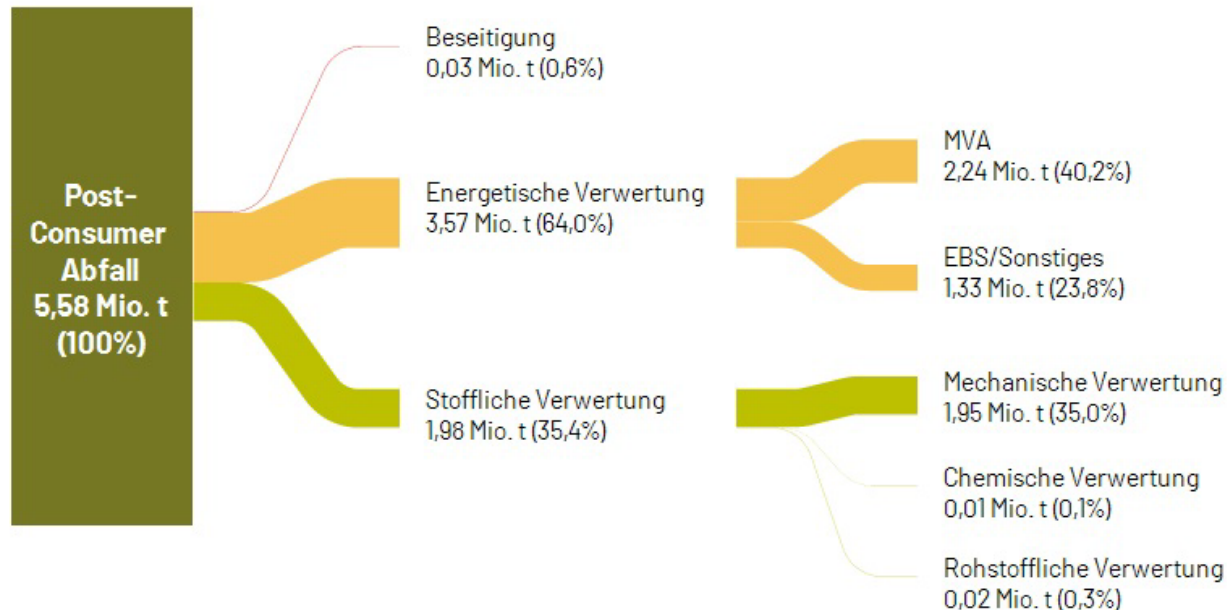 Post-
Consumer
Abfall
5,58 Mio. t
(100%)
Beseitigung
0,03 Mio. t (0,6%)
Energetische Verwertung
3,57 Mio. t (64,0%)
Stoffliche Verwertung
1,98 Mio. t (35,4%)
MVA
2,24 Mio. t (40,2%)
EBS/Sonstiges
1,33 Mio. t (23,8%)
Mechanische Verwertung
1,95 Mio. t (35,0%)
Chemische Verwertung
0,01 Mio. t (0,1%)
Rohstoffliche Verwertung
0,02 Mio. t (0,3%)